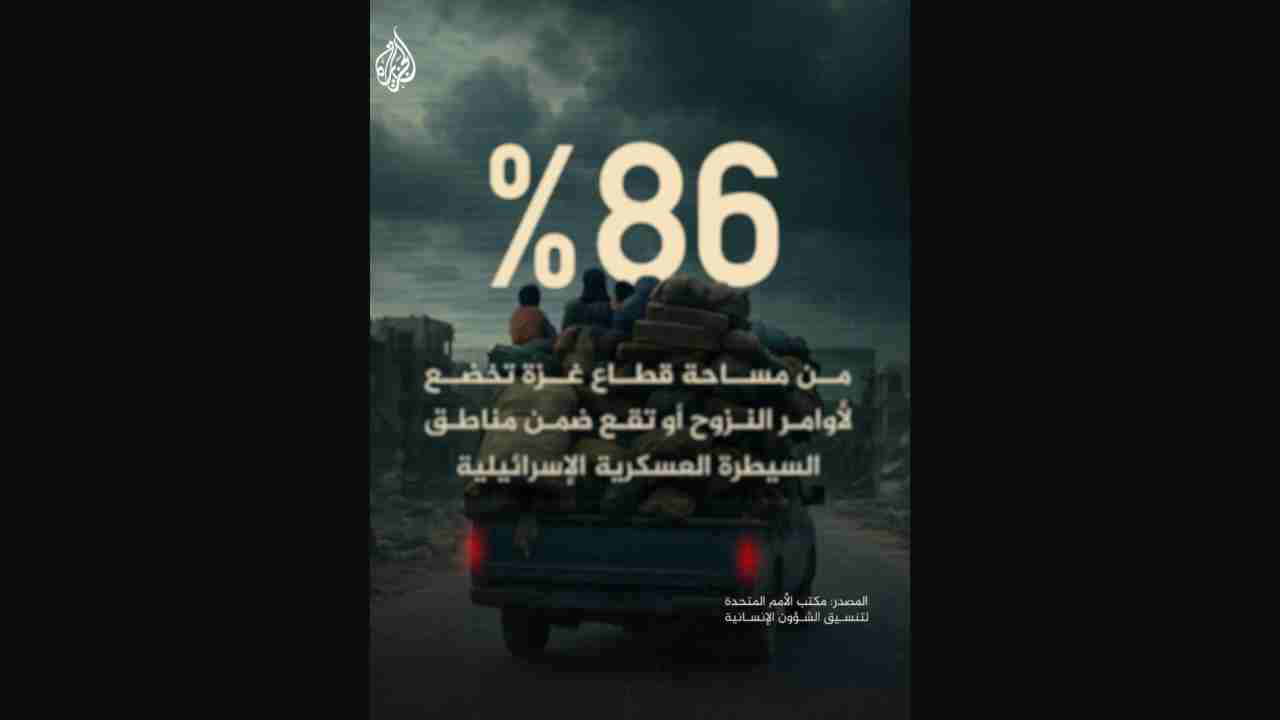 الجزيرة
%86
من مساحة قطاع غزة تخضع
لأوامر النزوح أو تقع ضمن مناطق
السيطرة العسكرية الإسرائيلية
المصدر: مكتب الأمم المتحدة
لتنسيق الشؤون الإنسانية